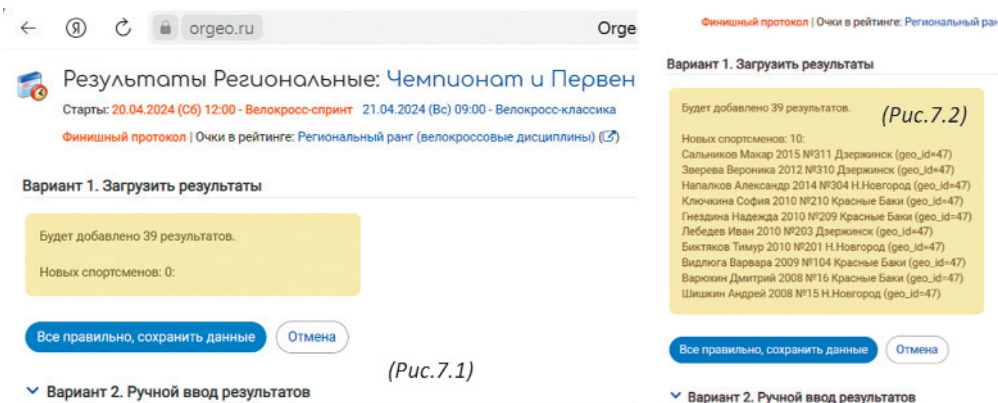 orgeo.ru
Orge
Результаты Региональные: Чемпионат и Первен
Старты: 20.04.2024 (Сб) 12:00 - Велокросс-спринт 21.04.2024 (Вс) 09:00 - Велокросс-классика
Финишный протокол | Очки в рейтинге: Региональный ранг (велокроссовые дисциплины) ()
Вариант 1. Загрузить результаты
Будет добавлено 39 результатов.
Новых спортсменов: 0:
Все правильно, сохранить данные Отмена
(Рис.7.1)
Вариант 2. Ручной ввод результатов
Финишный протокол | Очки в рейтинге: Региональный ран
Вариант 1. Загрузить результаты
Будет добавлено 39 результатов.
(Рис.7.2)
Новых спортсменов: 10:
Сальников Макар 2015 №311 Дзержинск (geo_id=47)
Зверева Вероника 2012 №310 Дзержинск (geo_id=47)
Напалков Александр 2014 №304 Н.Новгород (geo_id=47)
Ключкина София 2010 №210 Красные Баки (geo_id=47)
Гнездина Надежда 2010 №209 Красные Баки (geo_id=47)
Лебедев Иван 2010 №203 Дзержинск (geo_id=47)
Биктяков Тимур 2010 №201 Н.Новгород (geo_id=47)
Видлюга Варвара 2009 №104 Красные Баки (geo_id=47)
Варюхин Дмитрий 2008 №16 Красные Баки (geo_id=47)
Шишкин Андрей 2008 №15 Н.Новгород (geo_id=47)
Все правильно, сохранить данные Отмена
Вариант 2. Ручной ввод результатов